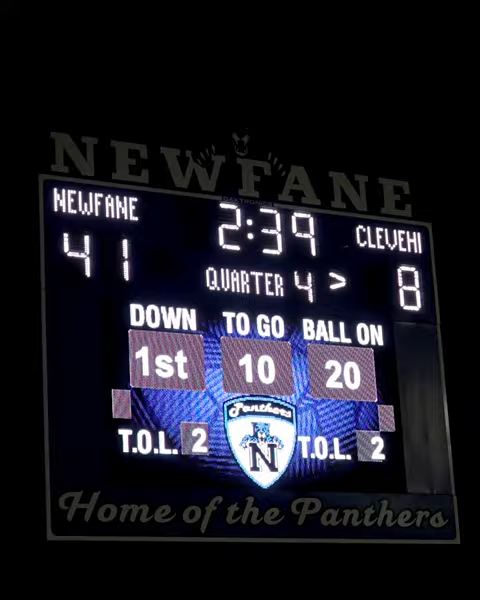 NEWFANE
DAKTRONICS
NEWFANE 2:39 CLEVEHI
41 QUARTER 4 > 8
DOWN TO GO BALL ON
1st 10 20
Panthers
N
T.O.L. 2 T.O.L. 2
Home of the Panthers